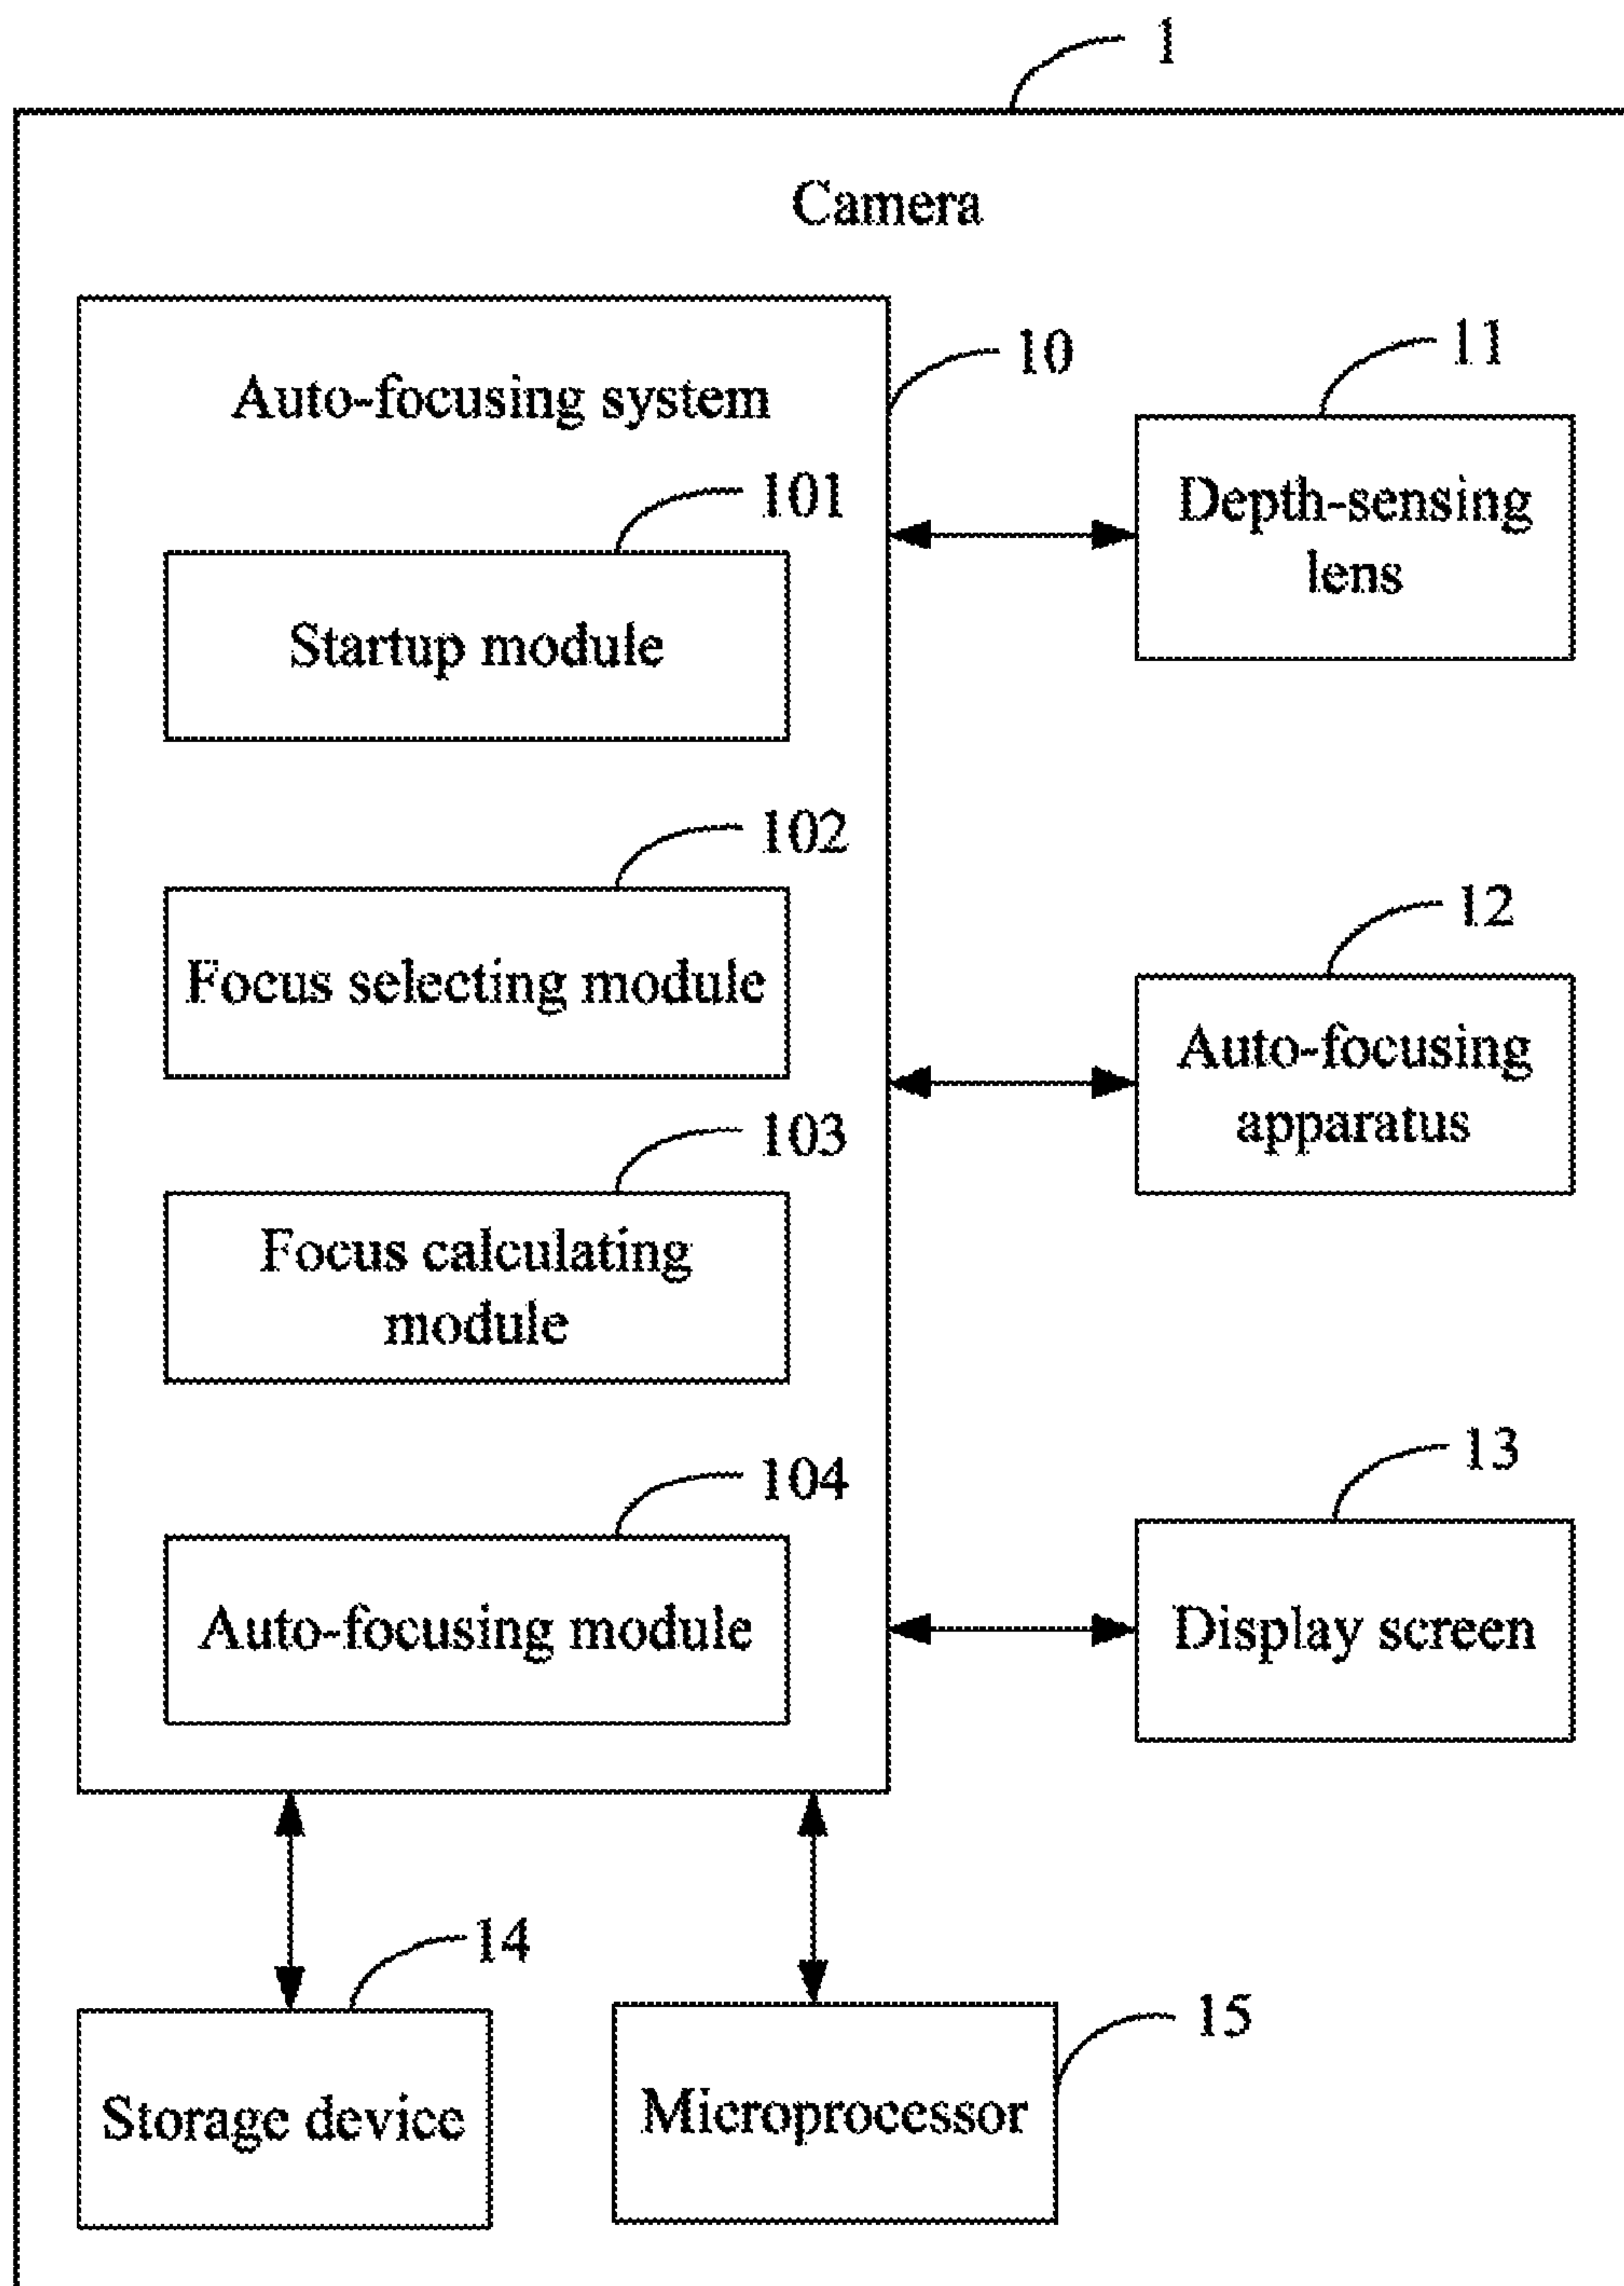 1
Camera
10
Auto-focusing system
11
Depth-sensing
lens
101
Startup module
102
Focus selecting module
12
Auto-focusing
apparatus
103
Focus calculating
module
13
Display screen
104
Auto-focusing module
14
Storage device
15
Microprocessor